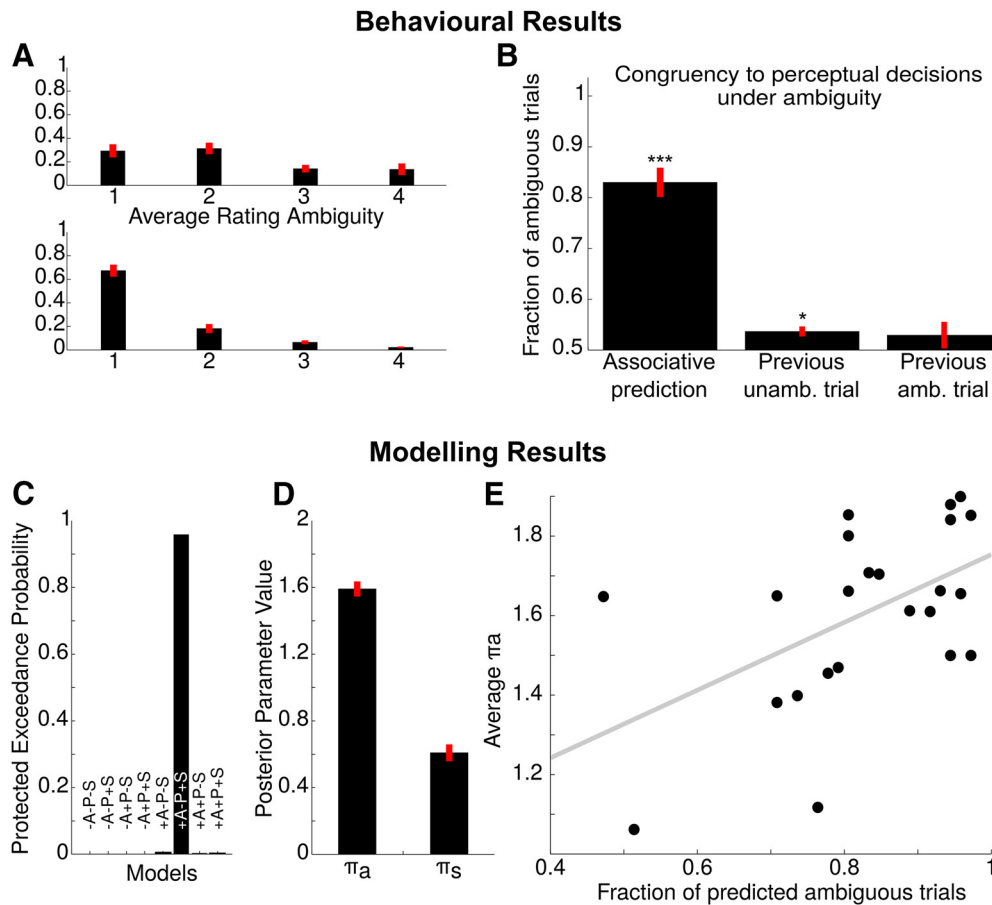 Behavioural Results
A
1
0.8
0.6
0.4
0.2
0
1 2 3 4
Average Rating Ambiguity
1
0.8
0.6
0.4
0.2
0
1 2 3 4
B
Congruency to perceptual decisions
under ambiguity
Fraction of ambiguous trials
1
0.9
0.8
0.7
0.6
0.5
***
*
Associative
prediction
Previous
unamb. trial
Previous
amb. trial
Modelling Results
C
Protected Exceedance Probability
1
0.8
0.6
0.4
0.2
0
-A-P-S
-A-P+S
-A+P-S
-A+P+S
+A-P-S
+A-P+S
+A+P-S
+A+P+S
Models
D
Posterior Parameter Value
2
1.6
1.2
0.8
0.4
0
πa πs
E
Average πa
1.8
1.6
1.4
1.2
0.4 0.6 0.8 1
Fraction of predicted ambiguous trials